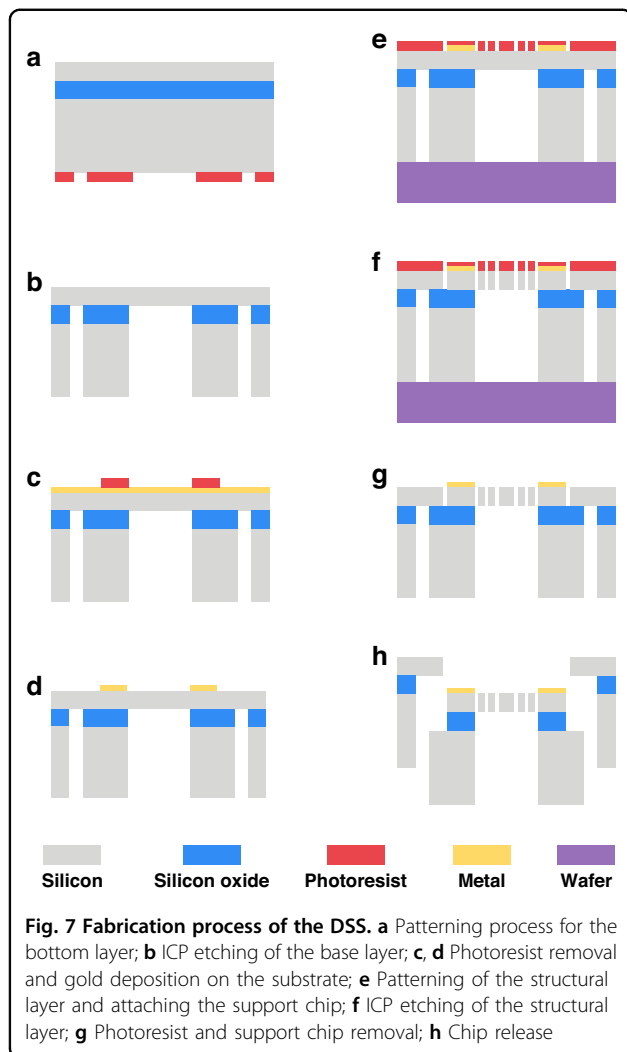 a
b
c
d
e
f
g
h
Silicon
Silicon oxide
Photoresist
Metal
Wafer
Fig. 7 Fabrication process of the DSS. a Patterning process for the
bottom layer; b ICP etching of the base layer; c, d Photoresist removal
and gold deposition on the substrate; e Patterning of the structural
layer and attaching the support chip; f ICP etching of the structural
layer; g Photoresist and support chip removal; h Chip release